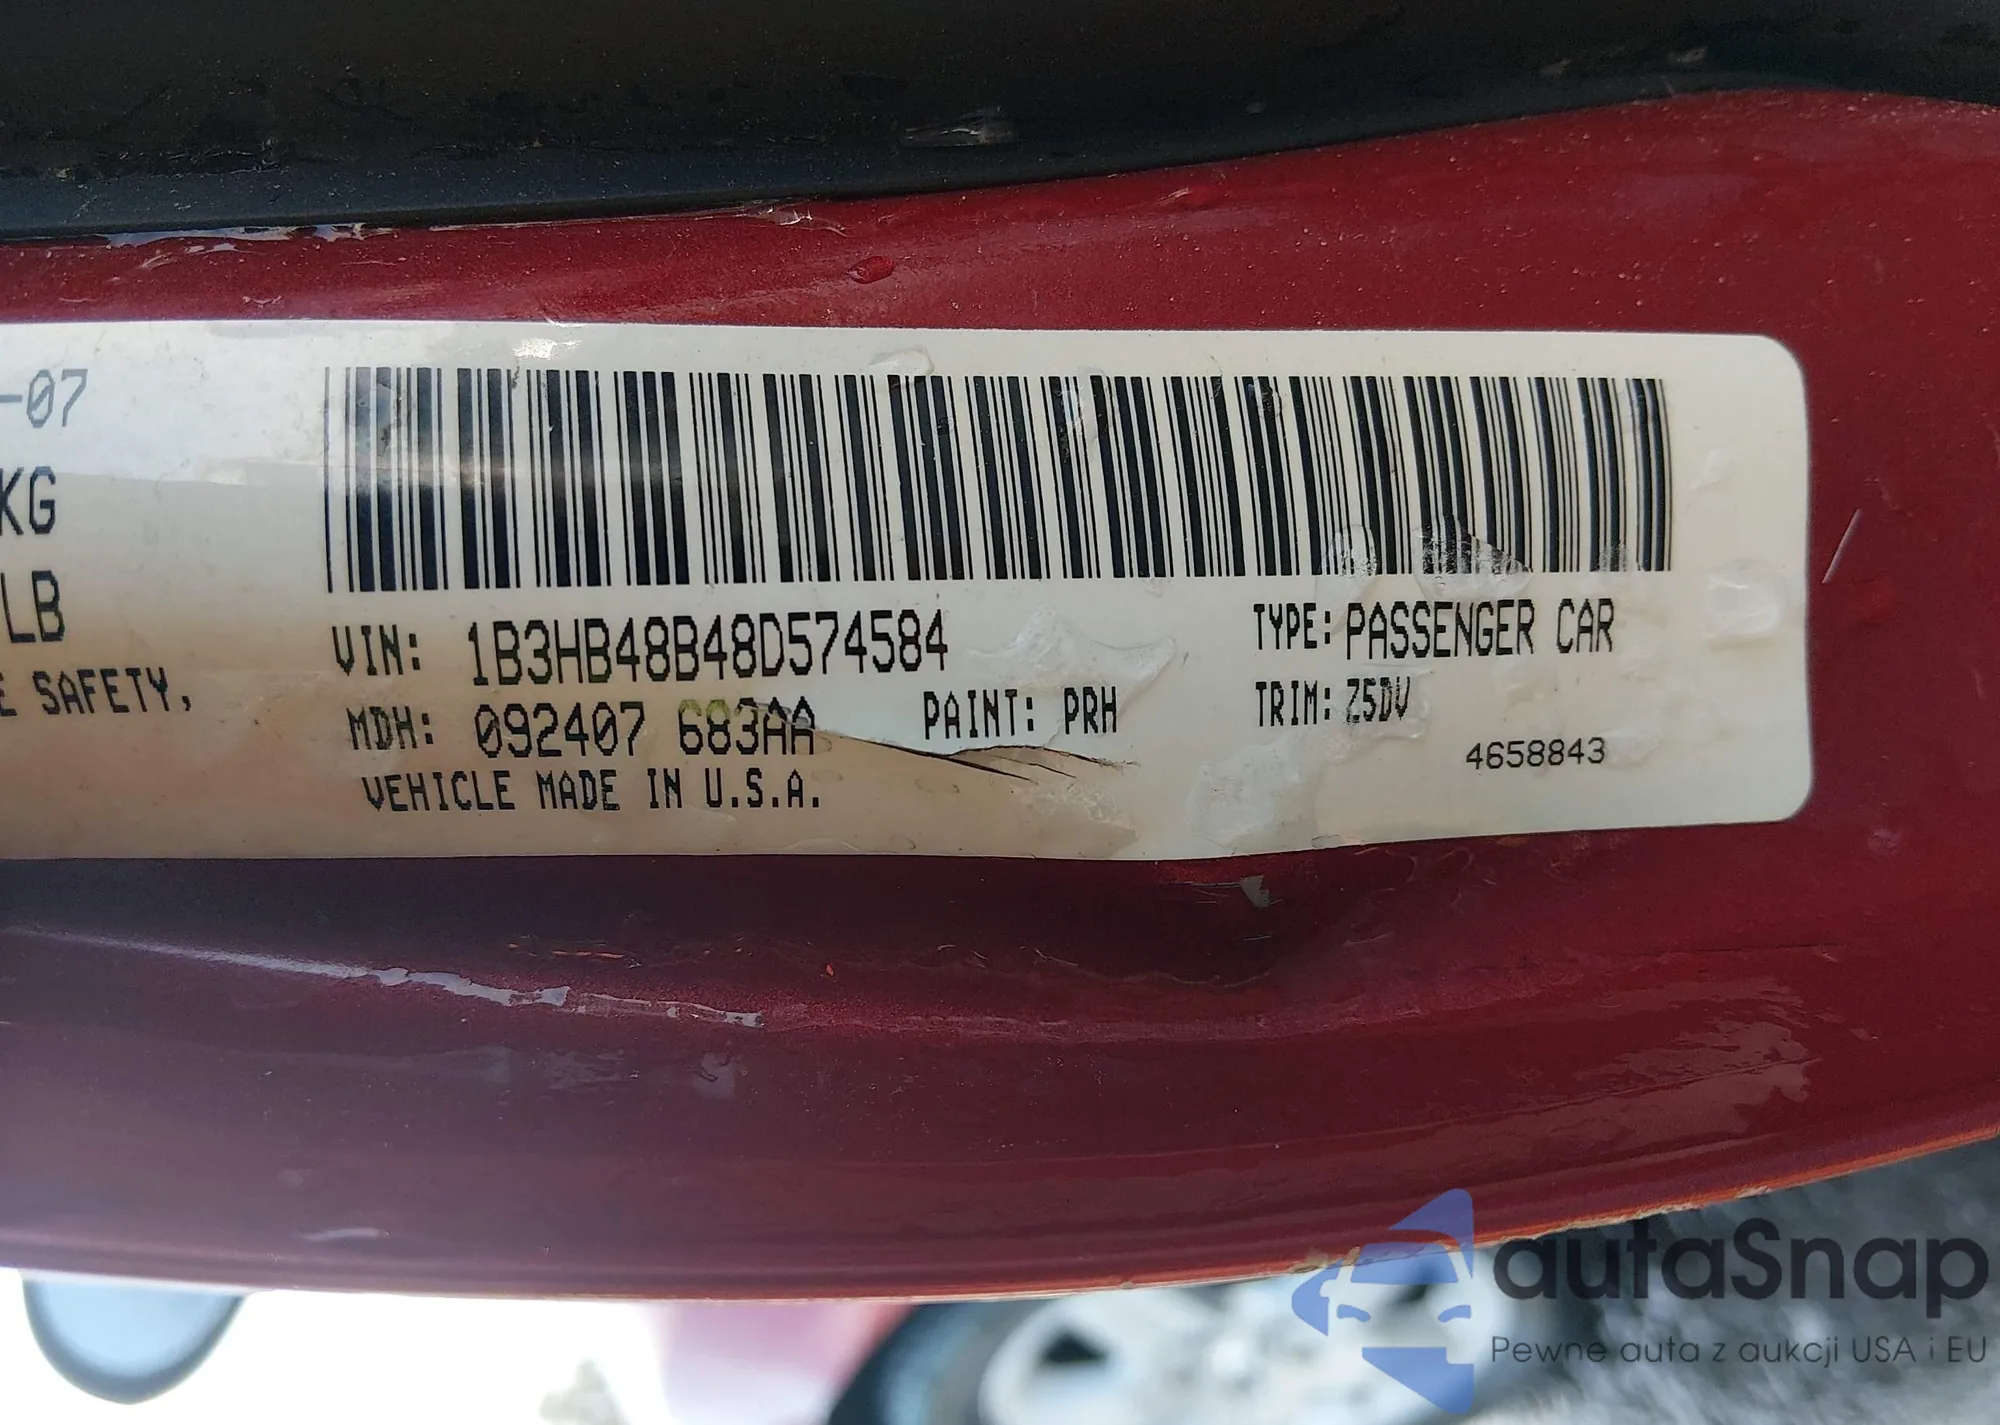 -07
KG
LB
E SAFETY,
VIN: 1B3HB48B48D574584
TYPE: PASSENGER CAR
MDH: 092407 683AA
PAINT: PRH
TRIM: Z5DV
VEHICLE MADE IN U.S.A.
4658843
autaSnap
Pewne auta z aukcji USA i EU